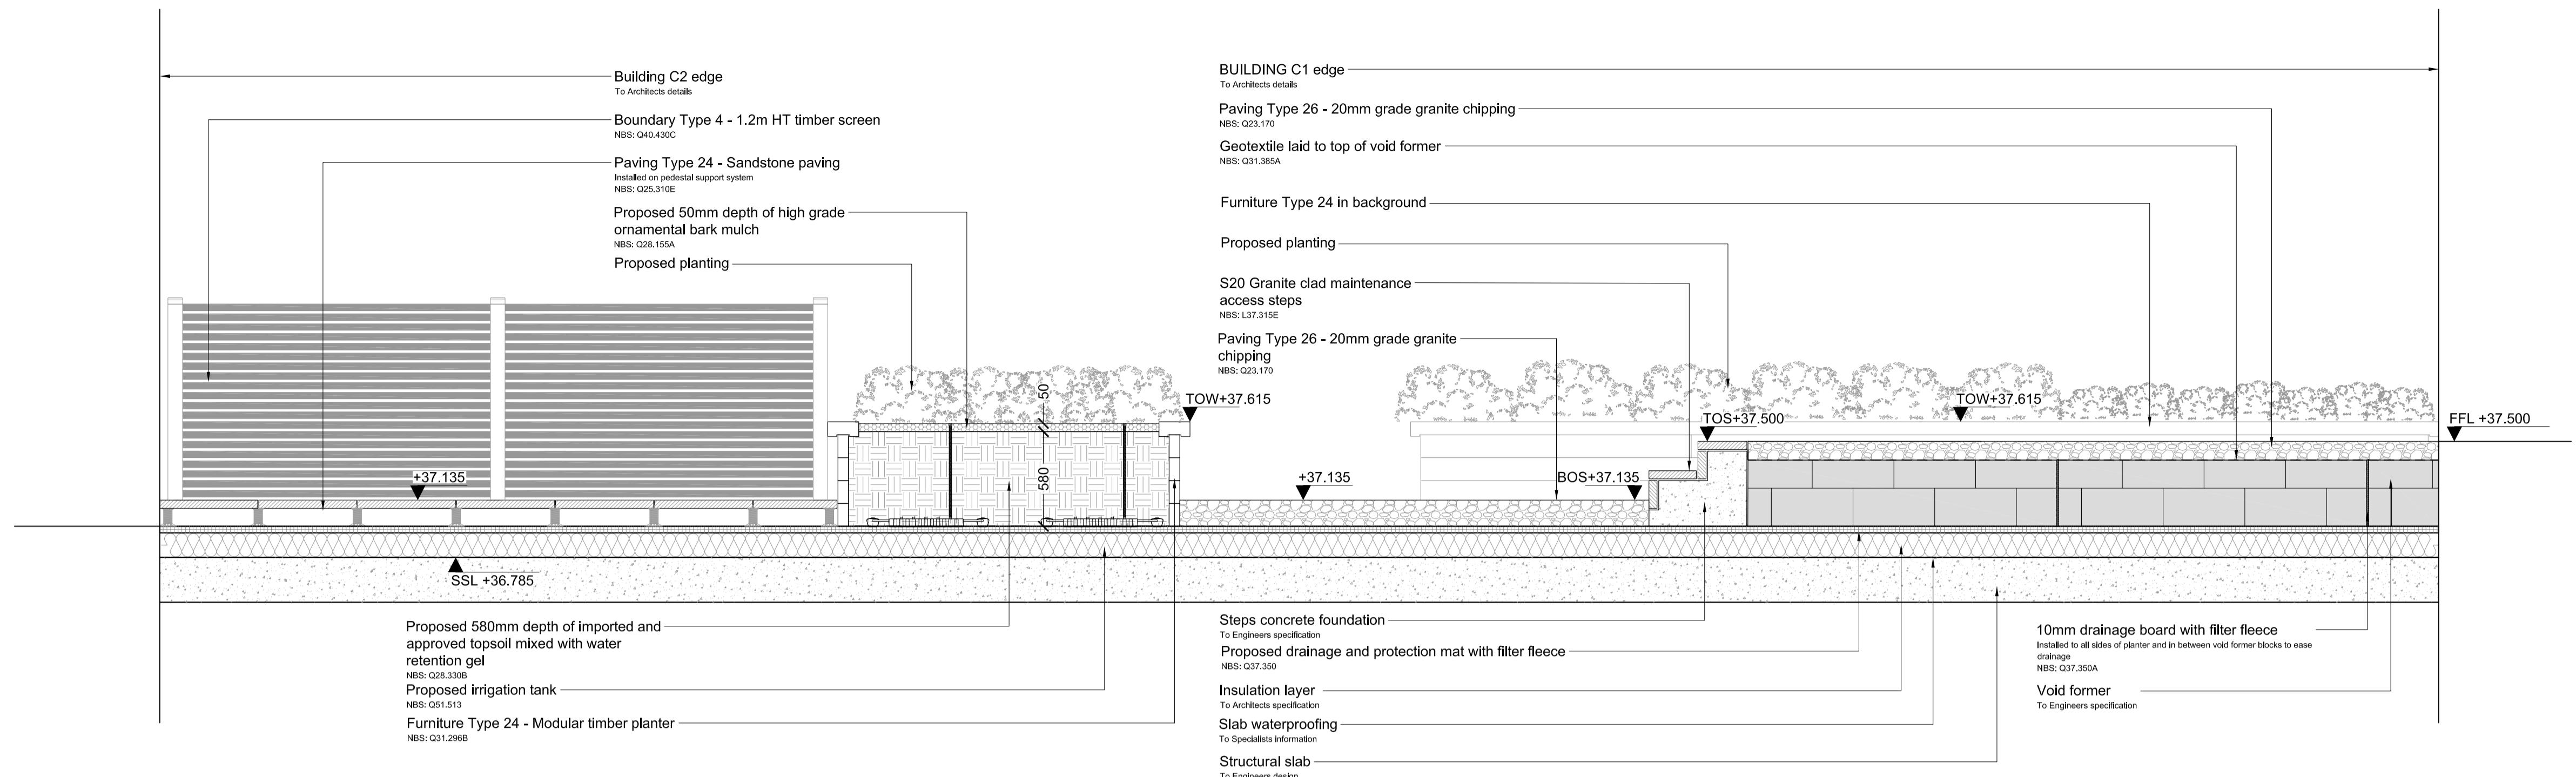 Building C2 edge
To Architects details
Boundary Type 4 - 1.2m HT timber screen
NBS: Q40.430C
Paving Type 24 - Sandstone paving
Installed on pedestal support system
NBS: Q25.310E
Proposed 50mm depth of high grade
ornamental bark mulch
NBS: Q28.155A
Proposed planting
BUILDING C1 edge
To Architects details
Paving Type 26 - 20mm grade granite chipping
NBS: Q23.170
Geotextile laid to top of void former
NBS: Q31.385A
Furniture Type 24 in background
Proposed planting
S20 Granite clad maintenance
access steps
NBS: L37.315E
Paving Type 26 - 20mm grade granite
chipping
NBS: Q23.170
50
580
TOW+37.615
TOW+37.615
TOS+37.500
FFL +37.500
+37.135
+37.135
BOS+37.135
SSL +36.785
Proposed 580mm depth of imported and
approved topsoil mixed with water
retention gel
NBS: Q28.330B
Proposed irrigation tank
NBS: Q51.513
Furniture Type 24 - Modular timber planter
NBS: Q31.296B
Steps concrete foundation
To Engineers specification
Proposed drainage and protection mat with filter fleece
NBS: Q37.350
Insulation layer
To Architects specification
Slab waterproofing
To Specialists information
Structural slab
To Engineers design
10mm drainage board with filter fleece
Installed to all sides of planter and in between void former blocks to ease
drainage
NBS: Q37.350A
Void former
To Engineers specification